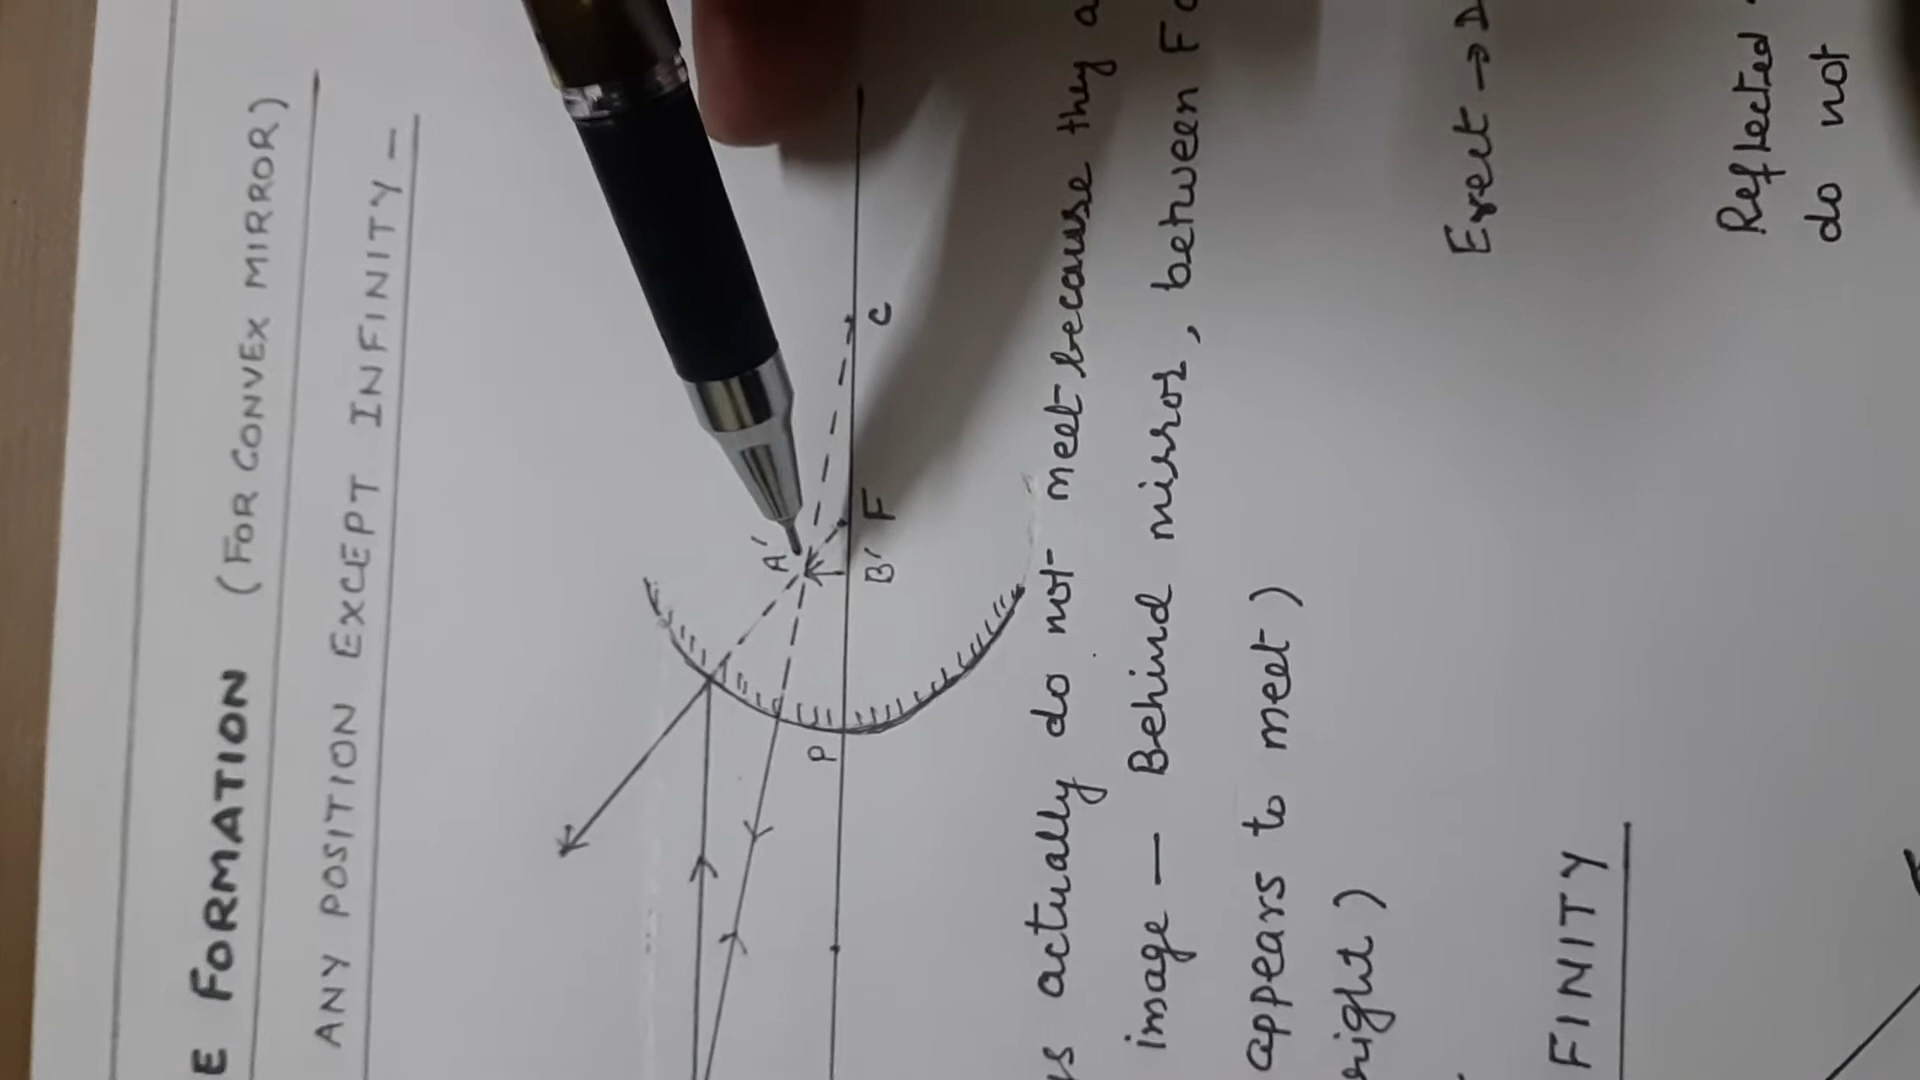 E FORMATION (FOR CONVEX MIRROR)
ANY POSITION EXCEPT INFINITY -
A'
P B' F C
actually do not meet because they a
image - Behind mirror, between F
appears to meet)
right)
Erect →
FINITY
Reflected
do not